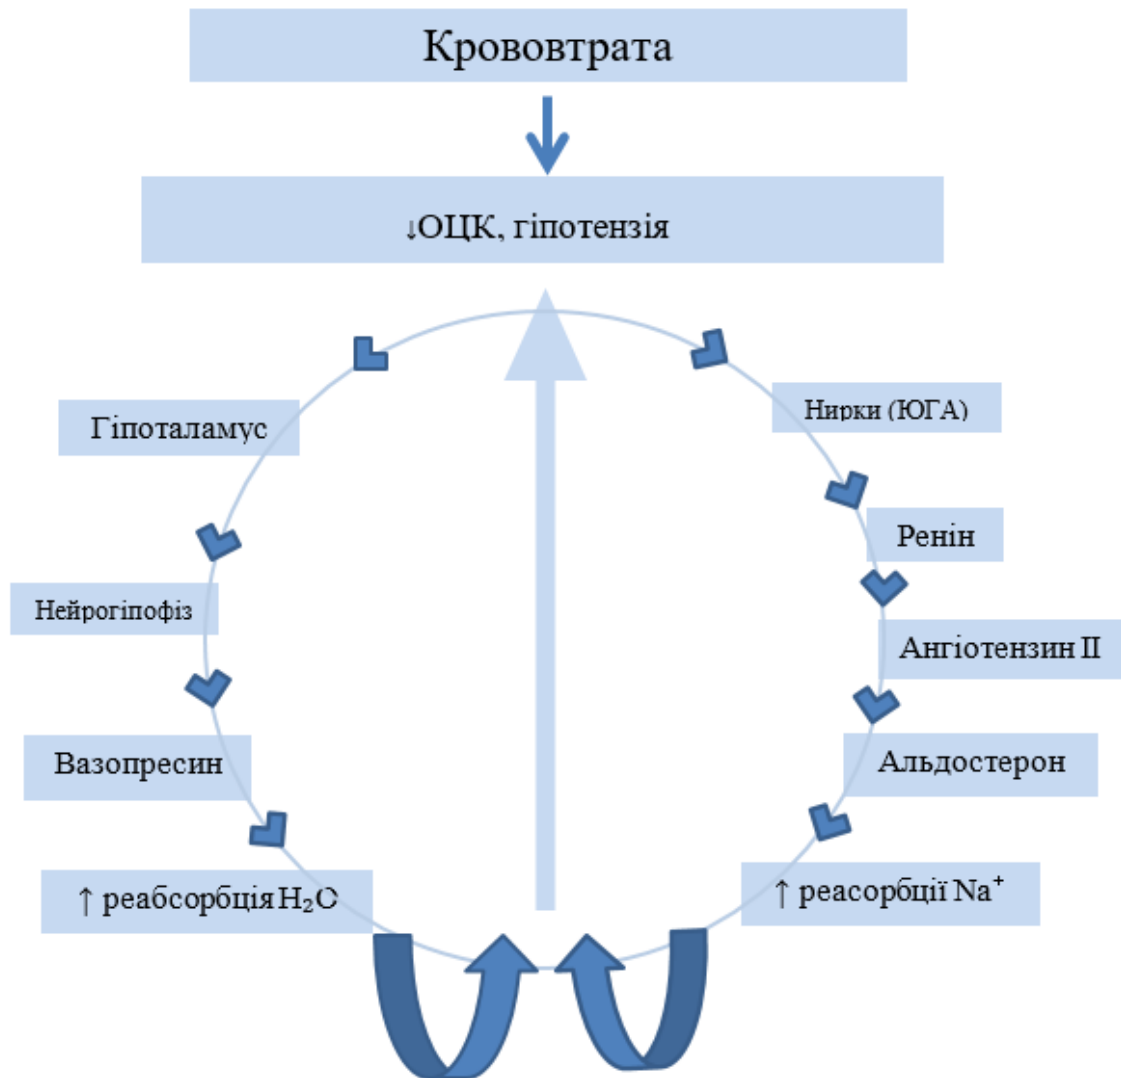 Крововтрата
↓ОЦК, гіпотензія
Гіпоталамус
Нейрогіпофіз
Вазопресин
↑ реабсорбція H₂O
Нирки (ЮГА)
Ренін
Ангіотензин II
Альдостерон
↑ реасорбції Na⁺